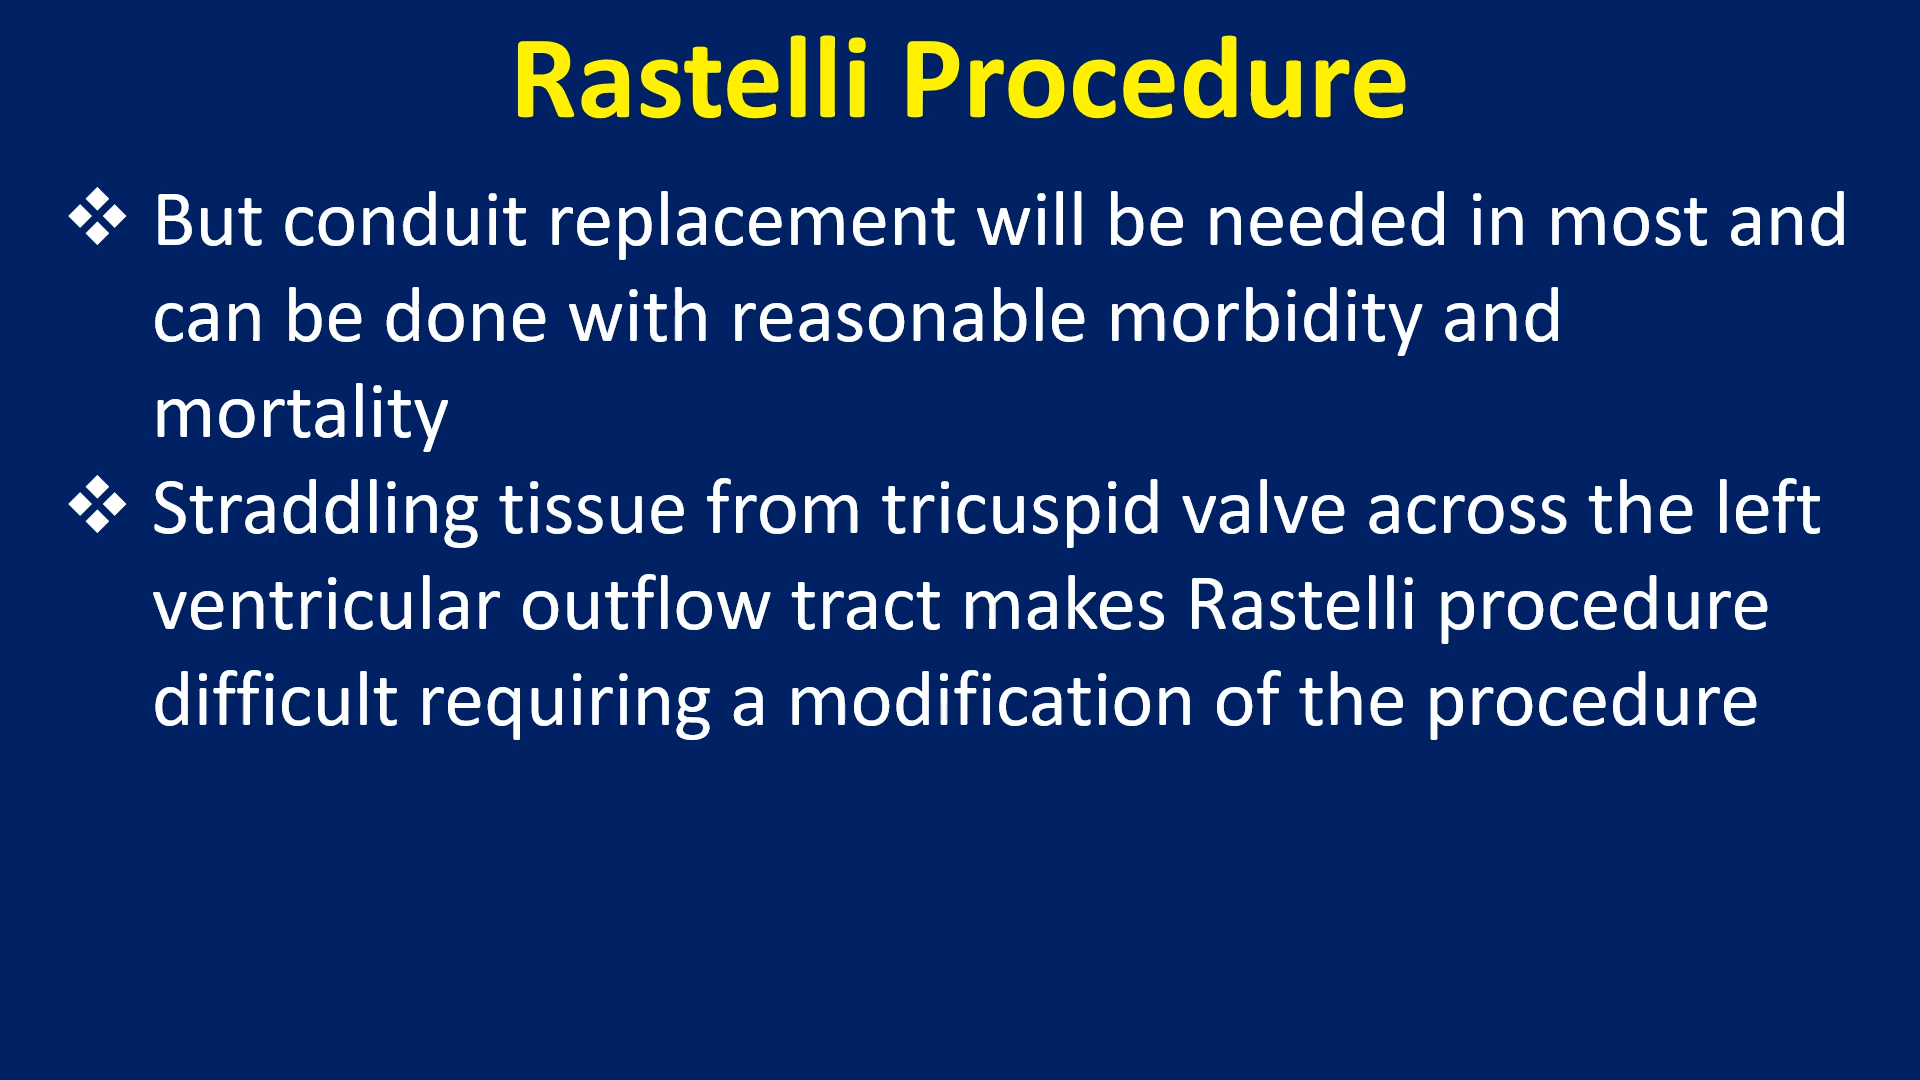 Rastelli Procedure
❖ But conduit replacement will be needed in most and
can be done with reasonable morbidity and
mortality
❖ Straddling tissue from tricuspid valve across the left
ventricular outflow tract makes Rastelli procedure
difficult requiring a modification of the procedure